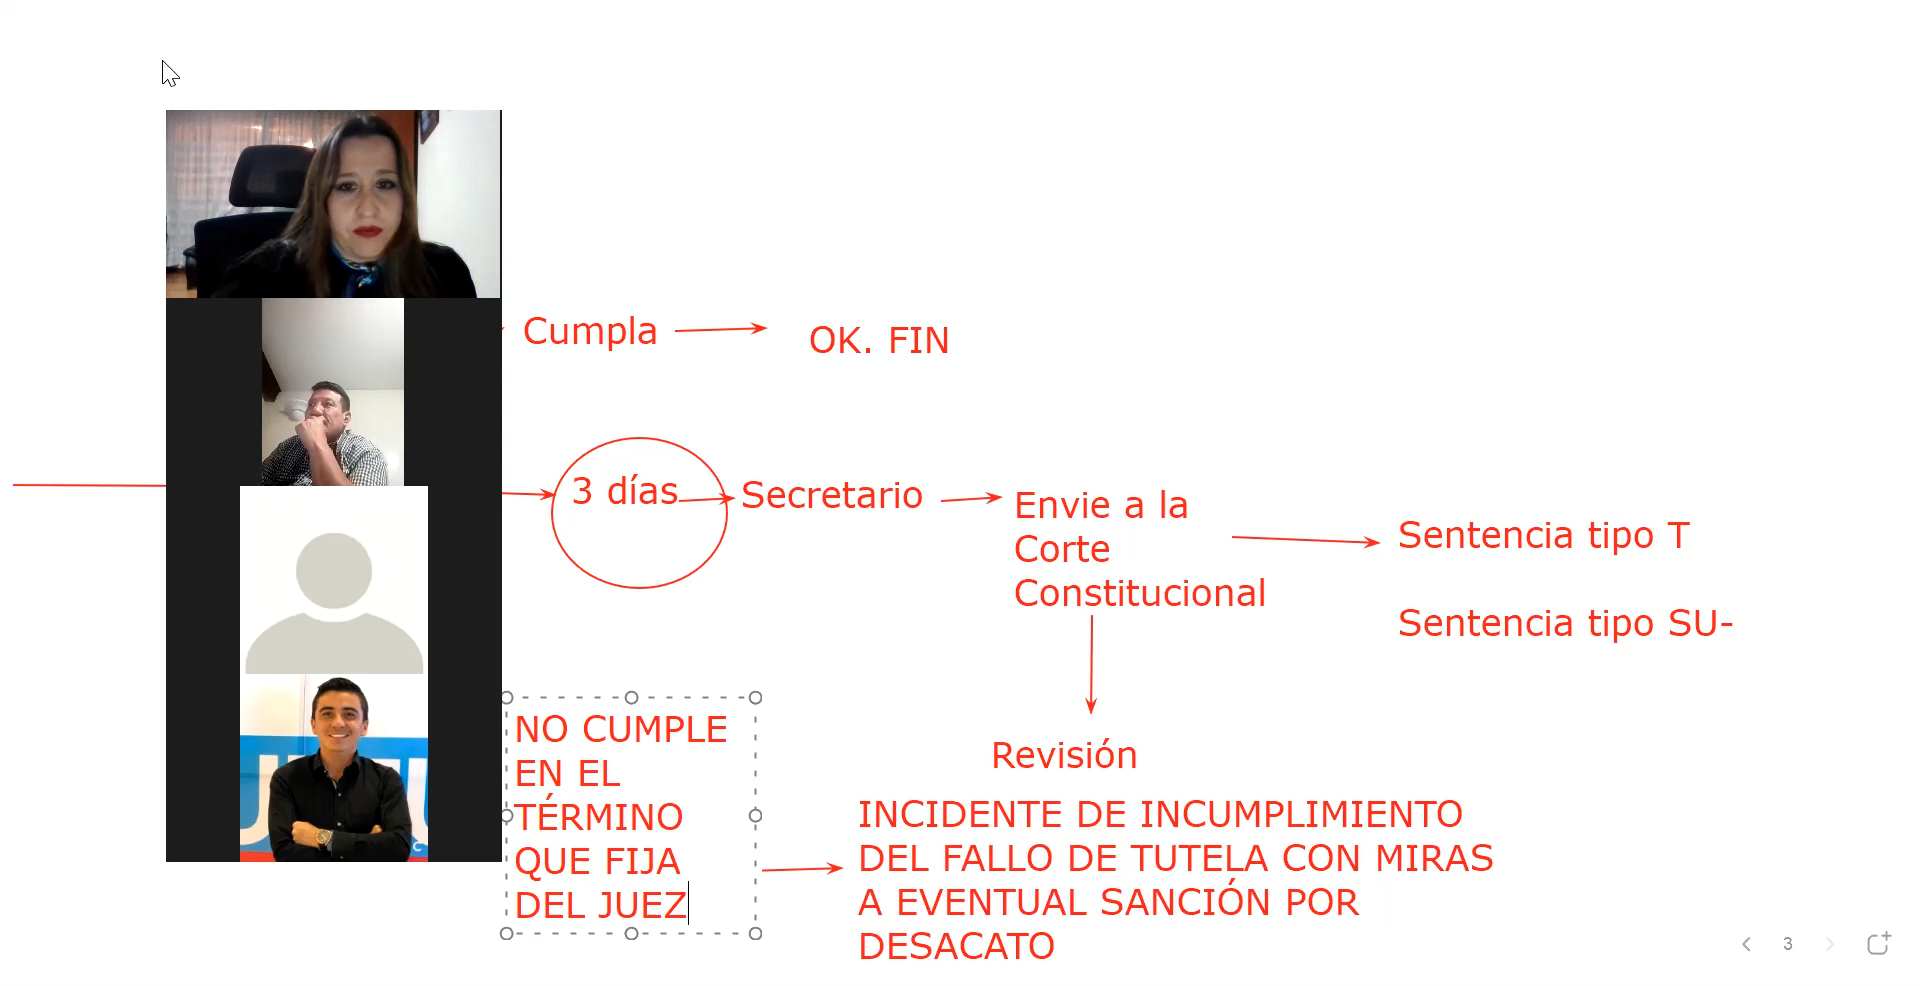 Cumpla
OK. FIN
3 días
Secretario
Envie a la
Corte
Constitucional
Sentencia tipo T
Sentencia tipo SU-
Revisión
NO CUMPLE
EN EL
TÉRMINO
QUE FIJA
DEL JUEZ
INCIDENTE DE INCUMPLIMIENTO
DEL FALLO DE TUTELA CON MIRAS
A EVENTUAL SANCIÓN POR
DESACATO
3